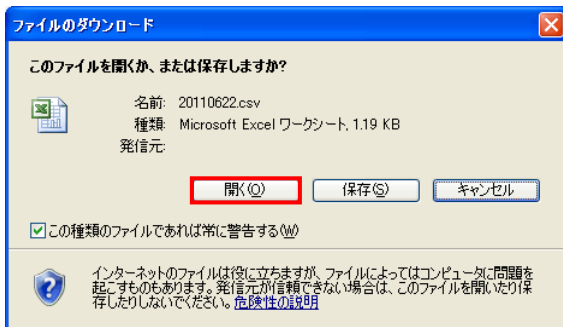 ファイルのダウンロード
このファイルを開くか、または保存しますか?
名前: 20110622.csv
種類: Microsoft Excel ワークシート, 1.19 KB
発信元:
開く(O) 保存(S) キャンセル
この種類のファイルであれば常に警告する(W)
インターネットのファイルは役に立ちますが、ファイルによってはコンピュータに問題を
起こすものもあります。発信元が信頼できない場合は、このファイルを開いたり保
存したりしないでください。危険性の説明